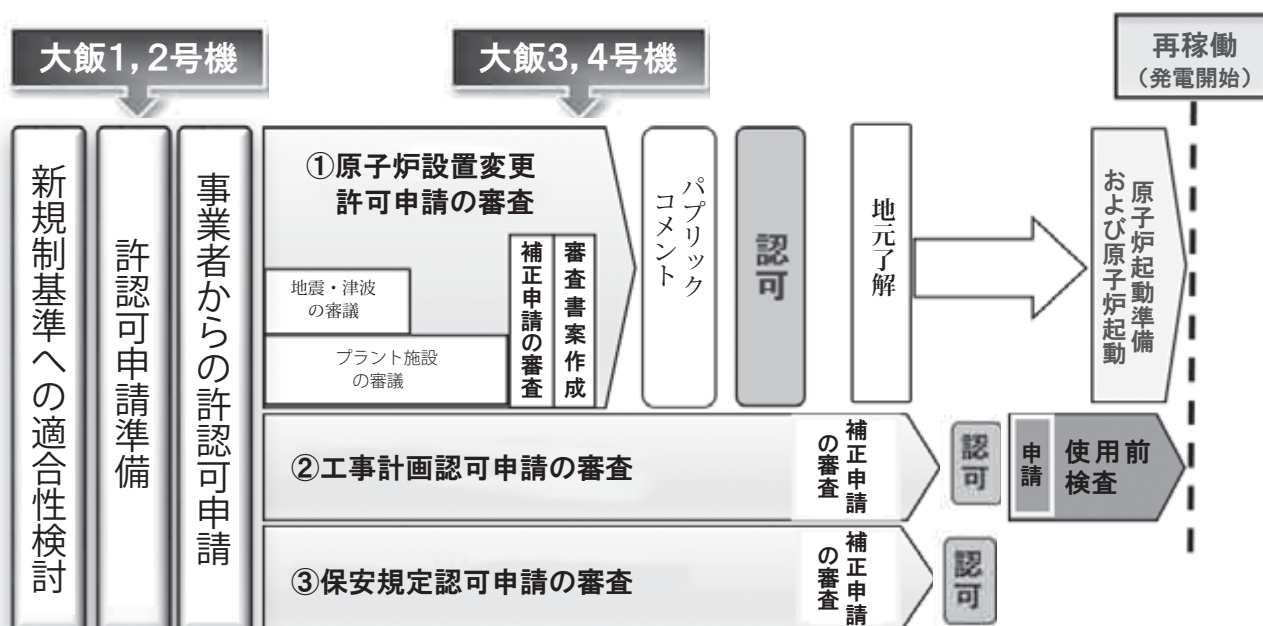 大飯1,2号機
大飯3,4号機
再稼働
（発電開始）
新規制基準への適合性検討
許認可申請準備
事業者からの許認可申請
①原子炉設置変更
許可申請の審査
地震・津波
の審議
プラント施設
の審議
補正申請の審査
審査書案作成
パブリック
コメント
認可
地元了解
原子炉起動準備
および原子炉起動
②工事計画認可申請の審査
補正申請
の審査
認可
申請
使用前
検査
③保安規定認可申請の審査
補正申請
の審査
認可